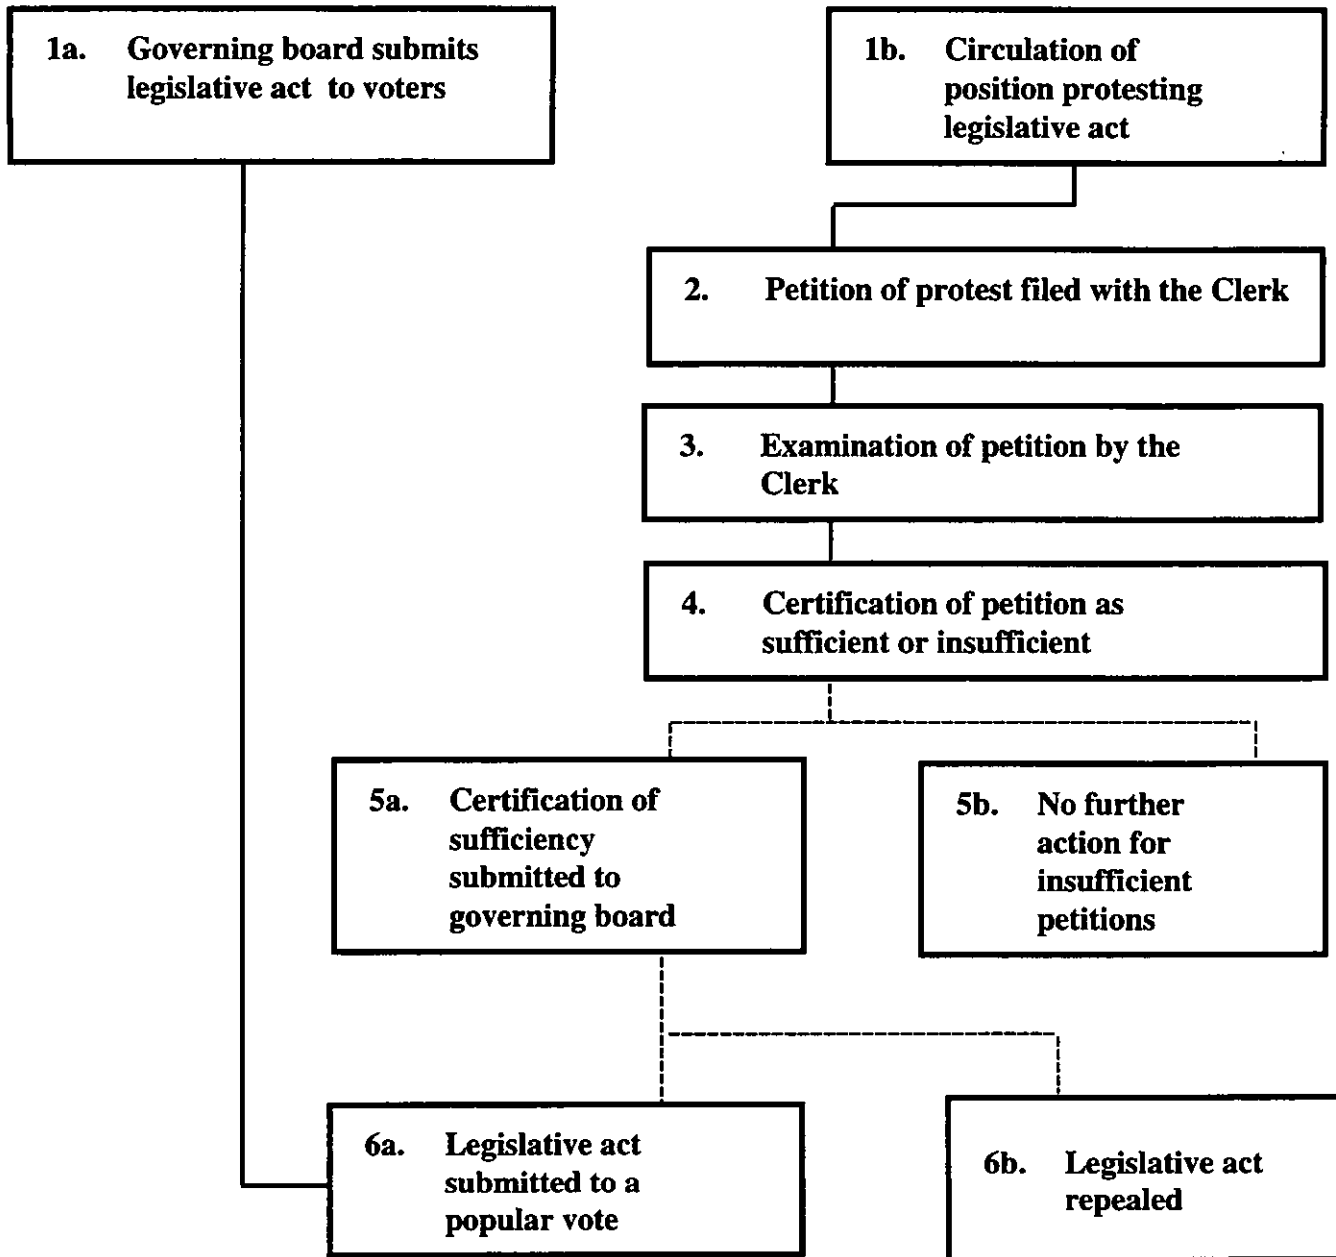 1a. Governing board submits
legislative act to voters
1b. Circulation of
position protesting
legislative act
2. Petition of protest filed with the Clerk
3. Examination of petition by the
Clerk
4. Certification of petition as
sufficient or insufficient
5a. Certification of
sufficiency
submitted to
governing board
5b. No further
action for
insufficient
petitions
6a. Legislative act
submitted to a
popular vote
6b. Legislative act
repealed